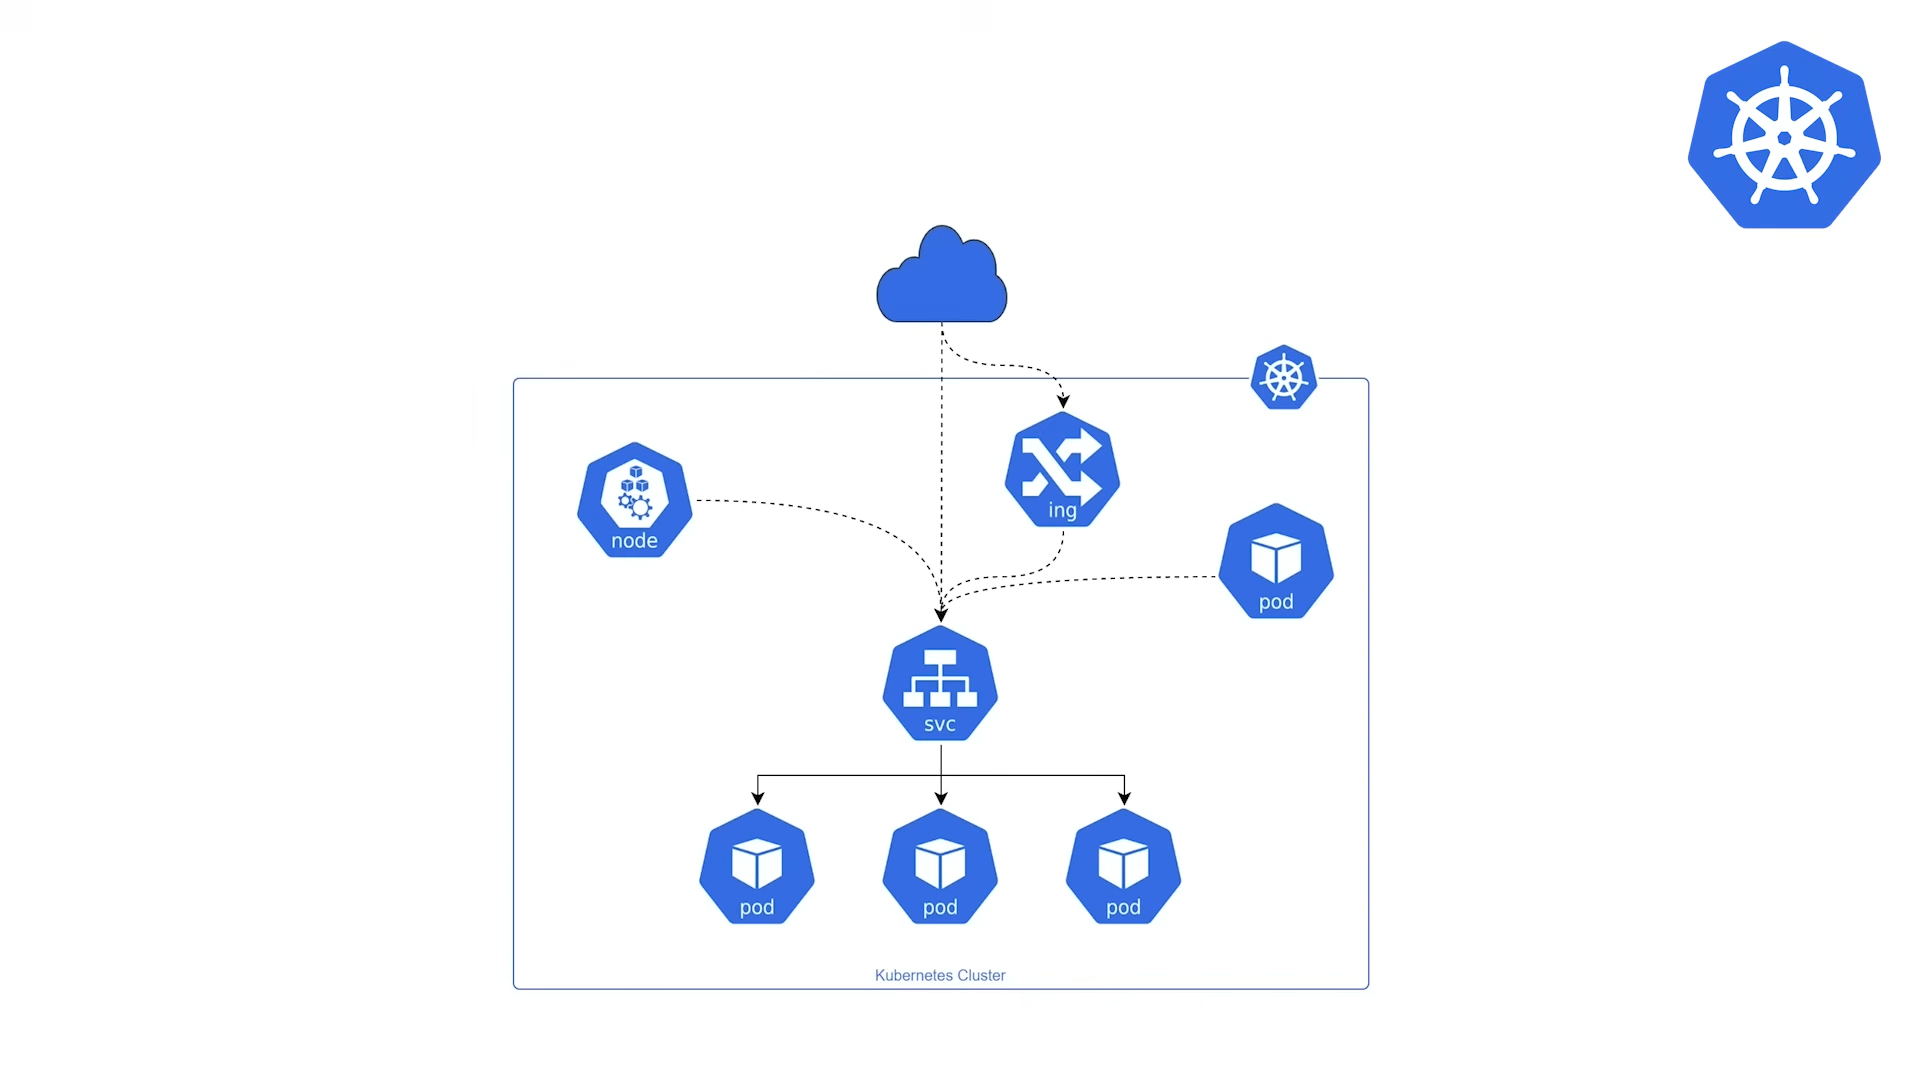 ing
node
pod
svc
pod
pod
pod
Kubernetes Cluster